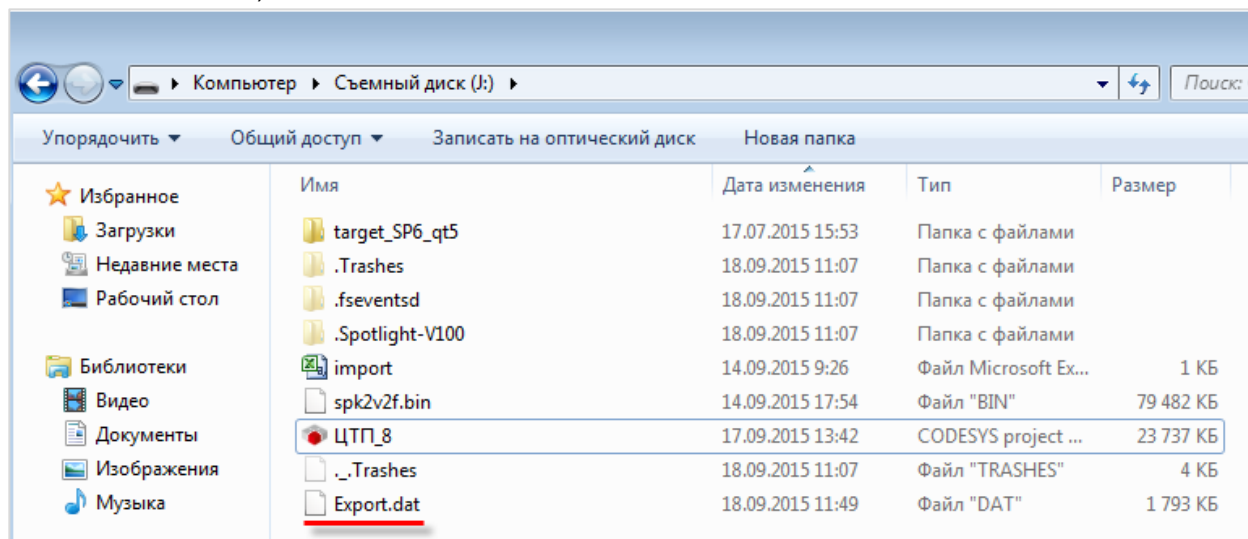 Компьютер ▸ Съемный диск (J:) ▸ Поиск:
Упорядочить ▼ Общий доступ ▼ Записать на оптический диск Новая папка
Избранное
Загрузки
Недавние места
Рабочий стол
Библиотеки
Видео
Документы
Изображения
Музыка
Имя Дата изменения Тип Размер
target_SP6_qt5 17.07.2015 15:53 Папка с файлами
.Trashes 18.09.2015 11:07 Папка с файлами
.fseventsd 18.09.2015 11:07 Папка с файлами
.Spotlight-V100 18.09.2015 11:07 Папка с файлами
import 14.09.2015 9:26 Файл Microsoft Ex... 1 КБ
spk2v2f.bin 14.09.2015 17:54 Файл "BIN" 79 482 КБ
ЦТП_8 17.09.2015 13:42 CODESYS project ... 23 737 КБ
._.Trashes 18.09.2015 11:07 Файл "TRASHES" 4 КБ
Export.dat 18.09.2015 11:49 Файл "DAT" 1 793 КБ